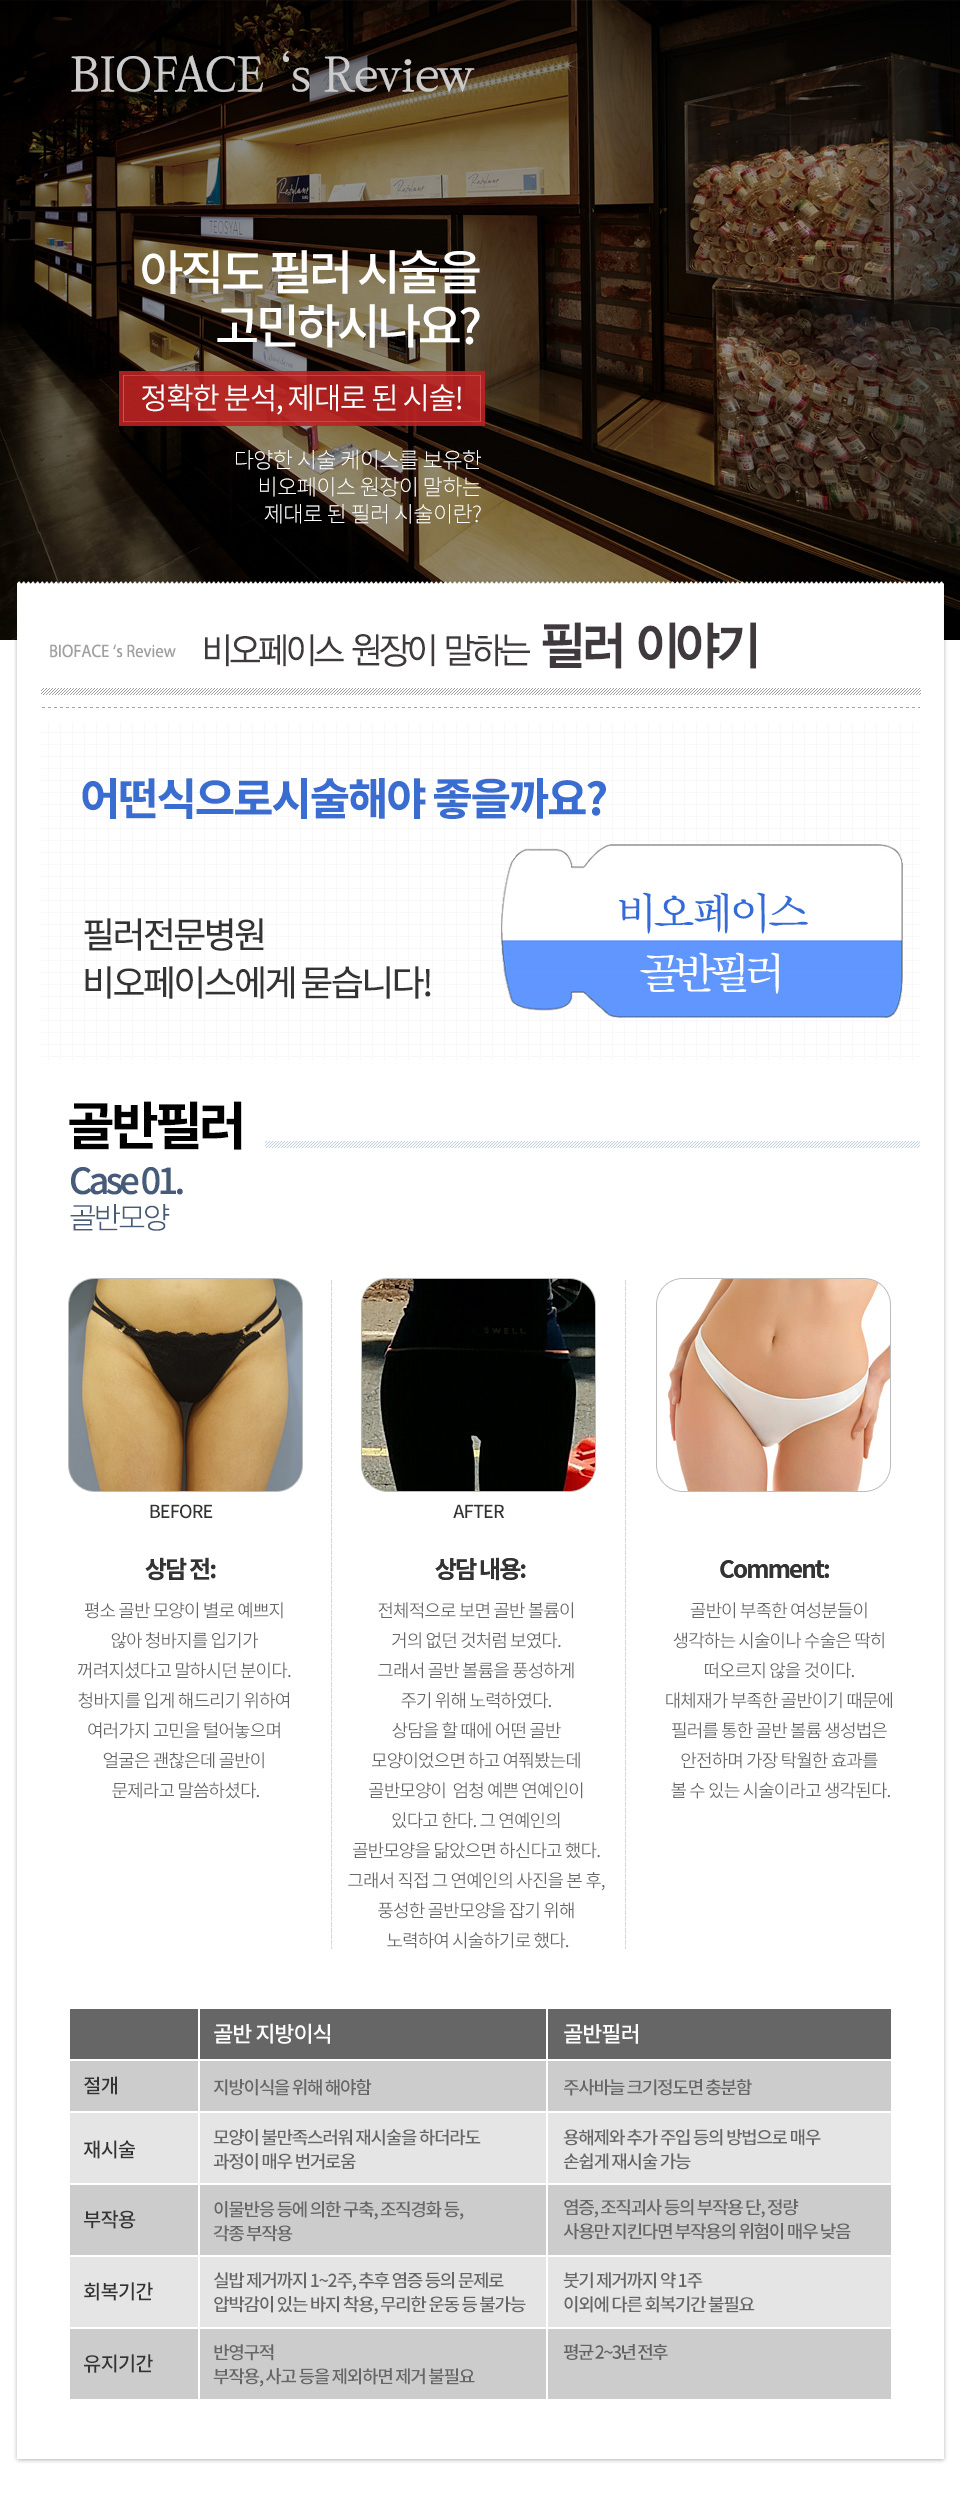 BIOFACE ‘s Review
Restylane
Restylane
Restylane
TEOSYAL
아직도 필러 시술을
고민하시나요?
정확한 분석, 제대로 된 시술!
다양한 시술 케이스를 보유한
비오페이스 원장이 말하는
제대로 된 필러 시술이란?
BIOFACE ‘s Review
비오페이스 원장이 말하는 필러 이야기
어떤식으로시술해야 좋을까요?
필러전문병원
비오페이스에게 묻습니다!
비오페이스
골반필러
골반필러
Case 01.
골반모양
SWELL
BEFORE
AFTER
상담 전:
평소 골반 모양이 별로 예쁘지
않아 청바지를 입기가
꺼려지셨다고 말하시던 분이다.
청바지를 입게 해드리기 위하여
여러가지 고민을 털어놓으며
얼굴은 괜찮은데 골반이
문제라고 말씀하셨다.
상담 내용:
전체적으로 보면 골반 볼륨이
거의 없던 것처럼 보였다.
그래서 골반 볼륨을 풍성하게
주기 위해 노력하였다.
상담을 할 때에 어떤 골반
모양이었으면 하고 여쭤봤는데
골반모양이 엄청 예쁜 연예인이
있다고 한다. 그 연예인의
골반모양을 닮았으면 하신다고 했다.
그래서 직접 그 연예인의 사진을 본 후,
풍성한 골반모양을 잡기 위해
노력하여 시술하기로 했다.
Comment:
골반이 부족한 여성분들이
생각하는 시술이나 수술은 딱히
떠오르지 않을 것이다.
대체재가 부족한 골반이기 때문에
필러를 통한 골반 볼륨 생성법은
안전하며 가장 탁월한 효과를
볼 수 있는 시술이라고 생각된다.
골반 지방이식
골반필러
절개
지방이식을 위해 해야함
주사바늘 크기정도면 충분함
재시술
모양이 불만족스러워 재시술을 하더라도
과정이 매우 번거로움
용해제와 추가 주입 등의 방법으로 매우
손쉽게 재시술 가능
부작용
이물반응 등에 의한 구축, 조직경화 등,
각종 부작용
염증, 조직괴사 등의 부작용 단, 정량
사용만 지킨다면 부작용의 위험이 매우 낮음
회복기간
실밥 제거까지 1~2주, 추후 염증 등의 문제로
압박감이 있는 바지 착용, 무리한 운동 등 불가능
붓기 제거까지 약 1주
이외에 다른 회복기간 불필요
유지기간
반영구적
부작용, 사고 등을 제외하면 제거 불필요
평균 2~3년 전후